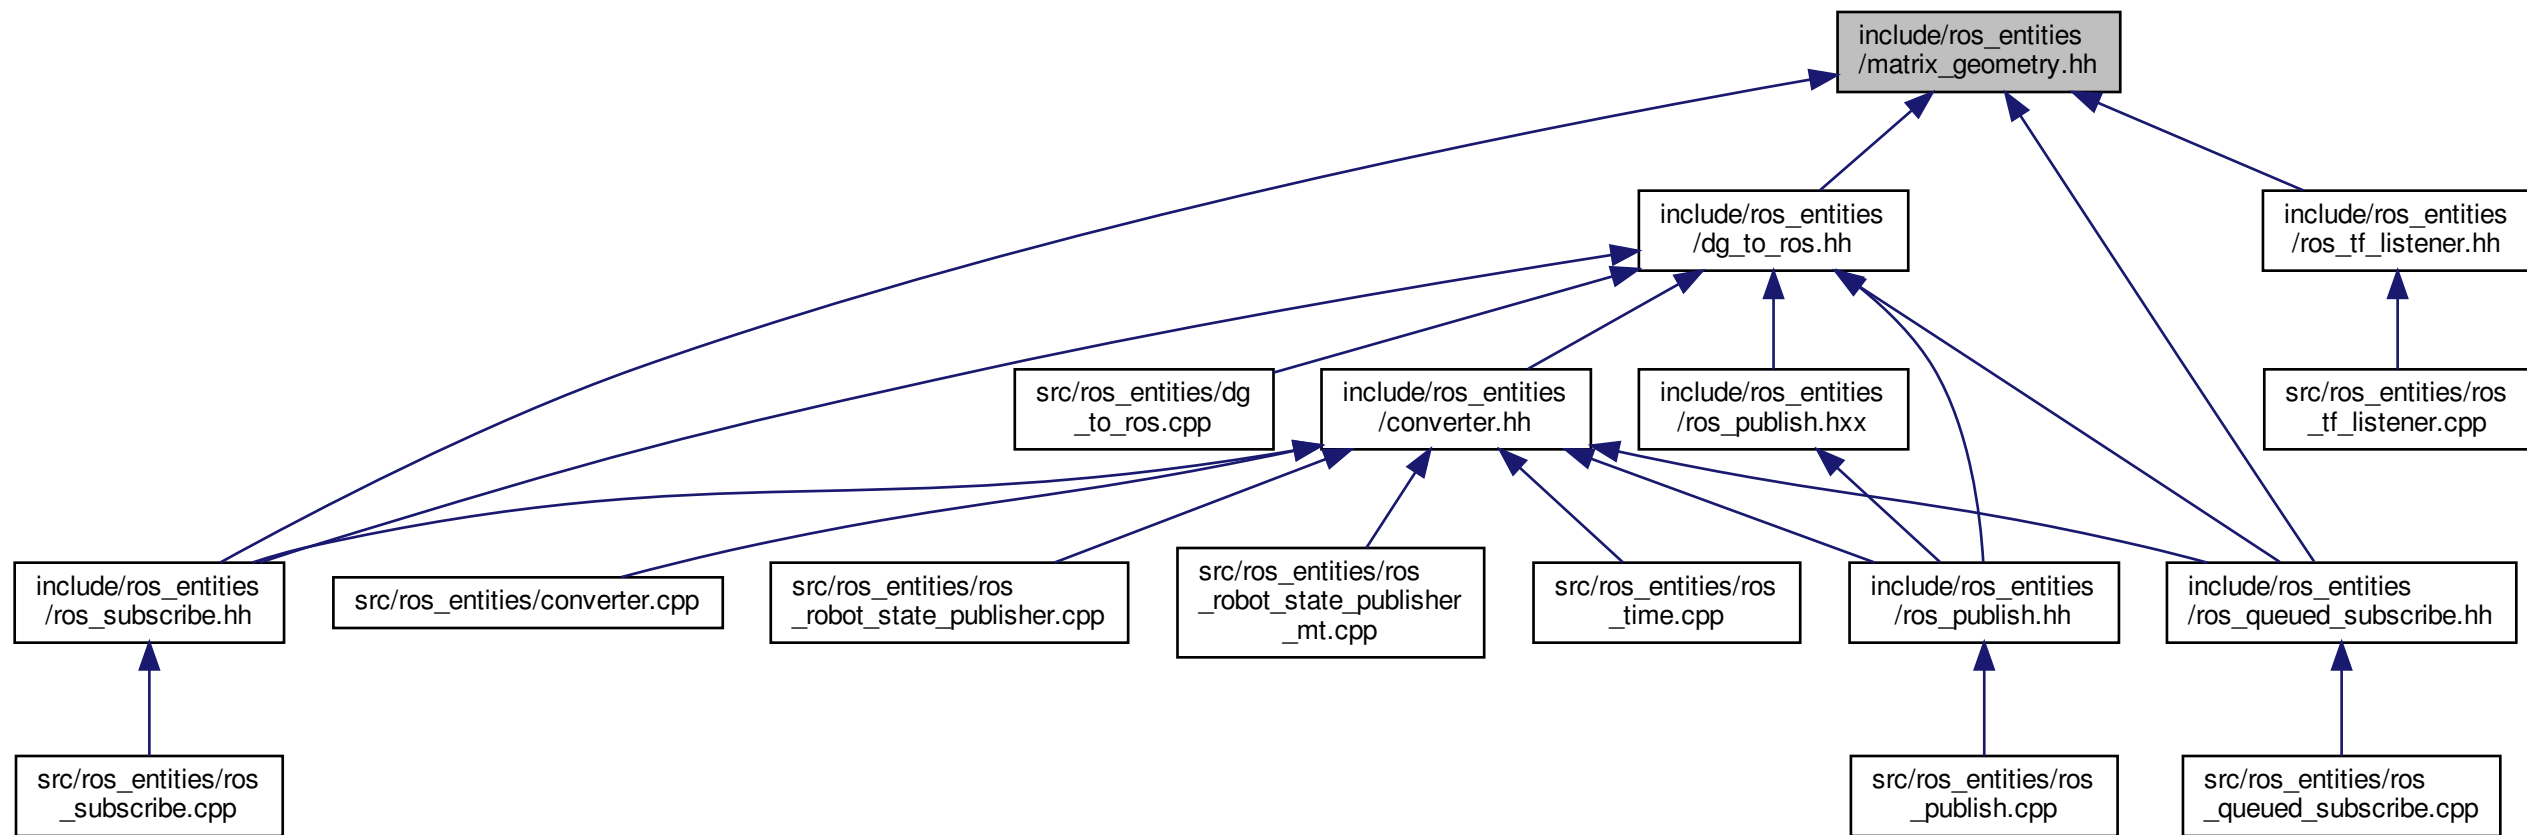 include/ros_entities
/matrix_geometry.hh
include/ros_entities
/dg_to_ros.hh
include/ros_entities
/ros_tf_listener.hh
src/ros_entities/dg
_to_ros.cpp
include/ros_entities
/converter.hh
include/ros_entities
/ros_publish.hxx
src/ros_entities/ros
_tf_listener.cpp
include/ros_entities
/ros_subscribe.hh
src/ros_entities/converter.cpp
src/ros_entities/ros
_robot_state_publisher.cpp
src/ros_entities/ros
_robot_state_publisher
_mt.cpp
src/ros_entities/ros
_time.cpp
include/ros_entities
/ros_publish.hh
include/ros_entities
/ros_queued_subscribe.hh
src/ros_entities/ros
_subscribe.cpp
src/ros_entities/ros
_publish.cpp
src/ros_entities/ros
_queued_subscribe.cpp